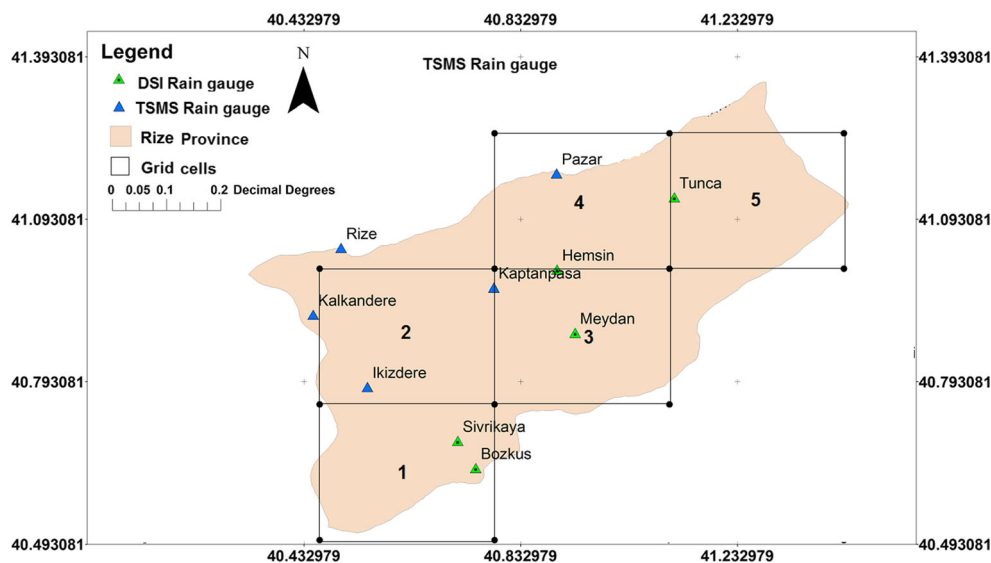 40.432979 40.832979 41.232979
41.393081 41.393081
Legend
N
TSMS Rain gauge
DSI Rain gauge
TSMS Rain gauge
Rize Province
Grid cells
0 0.05 0.1 0.2 Decimal Degrees
Pazar
Tunca
4 5
41.093081 41.093081
Rize
Hemsin
Kaptanpasa
Kalkandere
Meydan
2 3
Ikizdere
40.793081 40.793081
Sivrikaya
Bozkus
1
40.493081 40.493081
40.432979 40.832979 41.232979